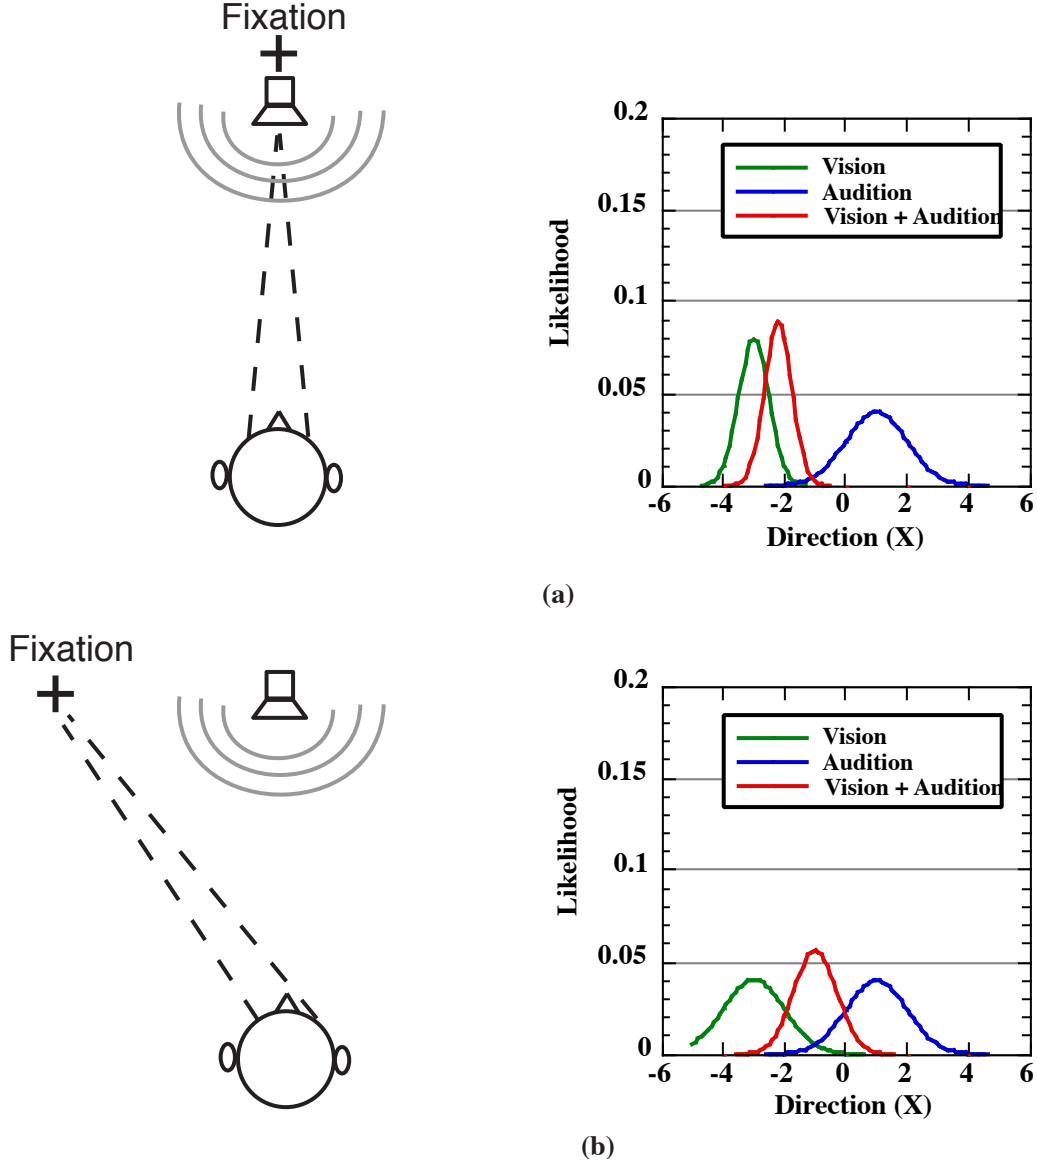 Fixation
0.2
Vision
Audition
Vision + Audition
0.15
0.1
0.05
0
Likelihood
-6 -4 -2 0 2 4 6
Direction (X)
(a)
Fixation
0.2
Vision
Audition
Vision + Audition
0.15
0.1
0.05
0
Likelihood
-6 -4 -2 0 2 4 6
Direction (X)
(b)